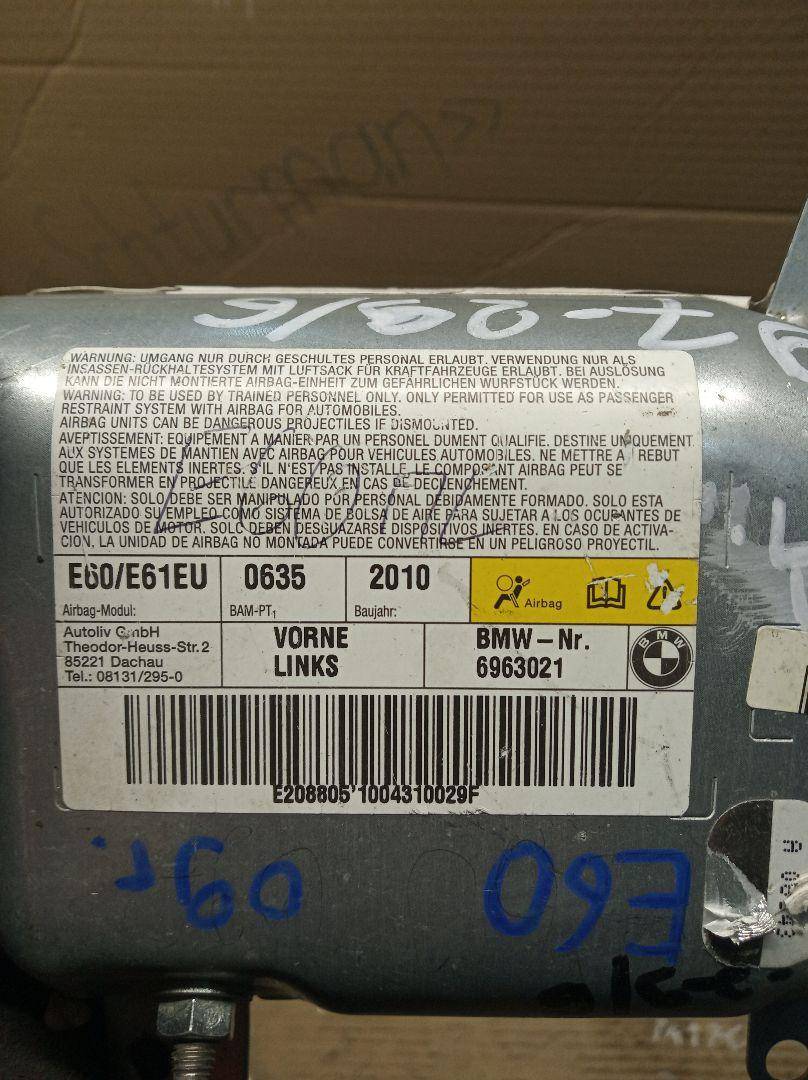 7-29/6
WARNUNG: UMGANG NUR DURCH GESCHULTES PERSONAL ERLAUBT. VERWENDUNG NUR ALS
INSASSEN-RÜCKHALTESYSTEM MIT LUFTSACK FÜR KRAFTFAHRZEUGE ERLAUBT. BEI AUSLÖSUNG
KANN DIE NICHT MONTIERTE AIRBAG-EINHEIT ZUM GEFÄHRLICHEN WURFSTÜCK WERDEN.
WARNING: TO BE USED BY TRAINED PERSONNEL ONLY. ONLY PERMITTED FOR USE AS PASSENGER
RESTRAINT SYSTEM WITH AIRBAG FOR AUTOMOBILES.
AIRBAG UNITS CAN BE DANGEROUS PROJECTILES IF DISMOUNTED.
AVERTISSEMENT: EQUIPEMENT A MANIER PAR UN PERSONEL DUMENT QUALIFIE. DESTINE UNIQUEMENT
AUX SYSTEMES DE MANTIEN AVEC AIRBAG POUR VEHICULES AUTOMOBILES. NE METTRE A REBUT
QUE LES ELEMENTS INERTES. S'IL N'EST PAS INSTALLE, LE COMPOSANT AIRBAG PEUT SE
TRANSFORMER EN PROJECTILE DANGEREUX EN CAS DE DECLENCHEMENT.
ATENCION: SOLO DEBE SER MANIPULADO POR PERSONAL DEBIDAMENTE FORMADO. SOLO ESTA
AUTORIZADO SU EMPLEO COMO SISTEMA DE BOLSA DE AIRE PARA SUJETAR A LOS OCUPANTES DE
VEHICULOS DE MOTOR. SOLO DEBEN DESGUAZARSE DISPOSITIVOS INERTES. EN CASO DE ACTIVA-
CION, LA UNIDAD DE AIRBAG NO MONTADA PUEDE CONVERTIRSE EN UN PELIGROSO PROYECTIL.
E60/E61EU 0635 2010
Airbag-Modul: BAM-PT1 Baujahr: Airbag
Autoliv GmbH
Theodor-Heuss-Str.2
85221 Dachau
Tel.: 08131/295-0
VORNE
LINKS
BMW-Nr.
6963021
BMW
E208805'1004310029F
E60 09r.